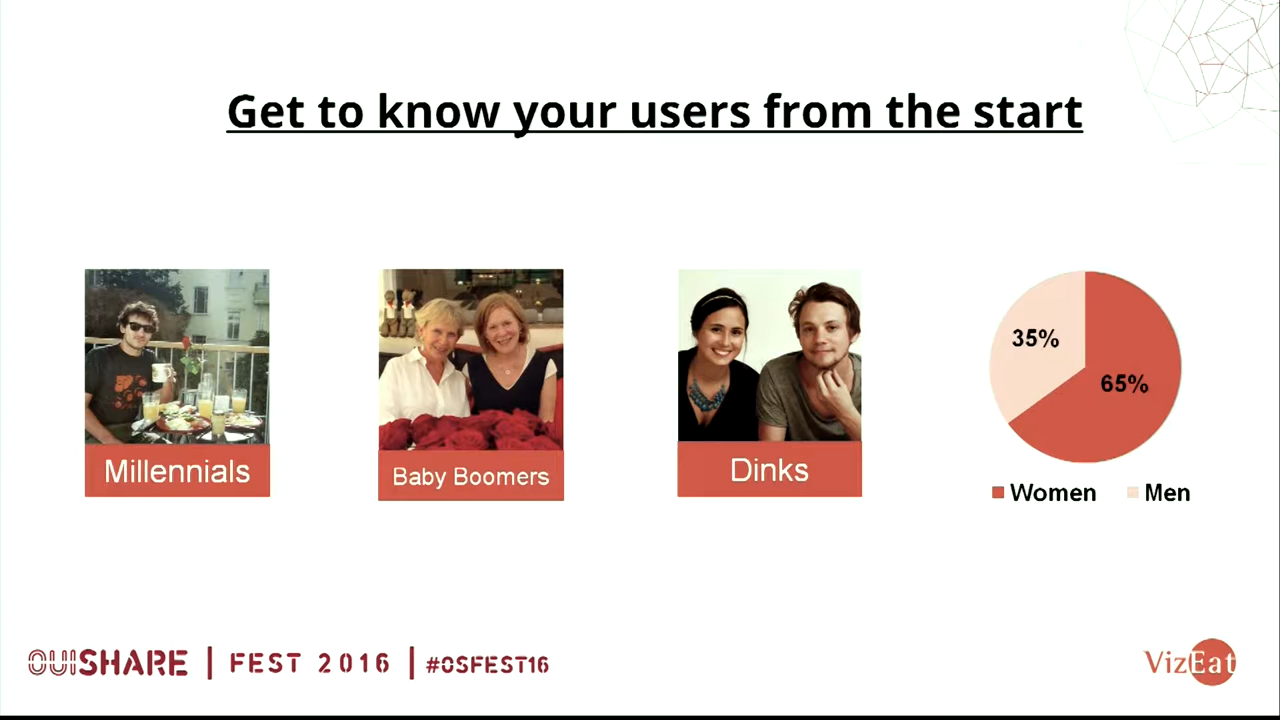 Get to know your users from the start
Millennials
Baby Boomers
Dinks
35%
65%
Women
Men
OUISHARE | FEST 2016 | #OSFEST16
VizEat